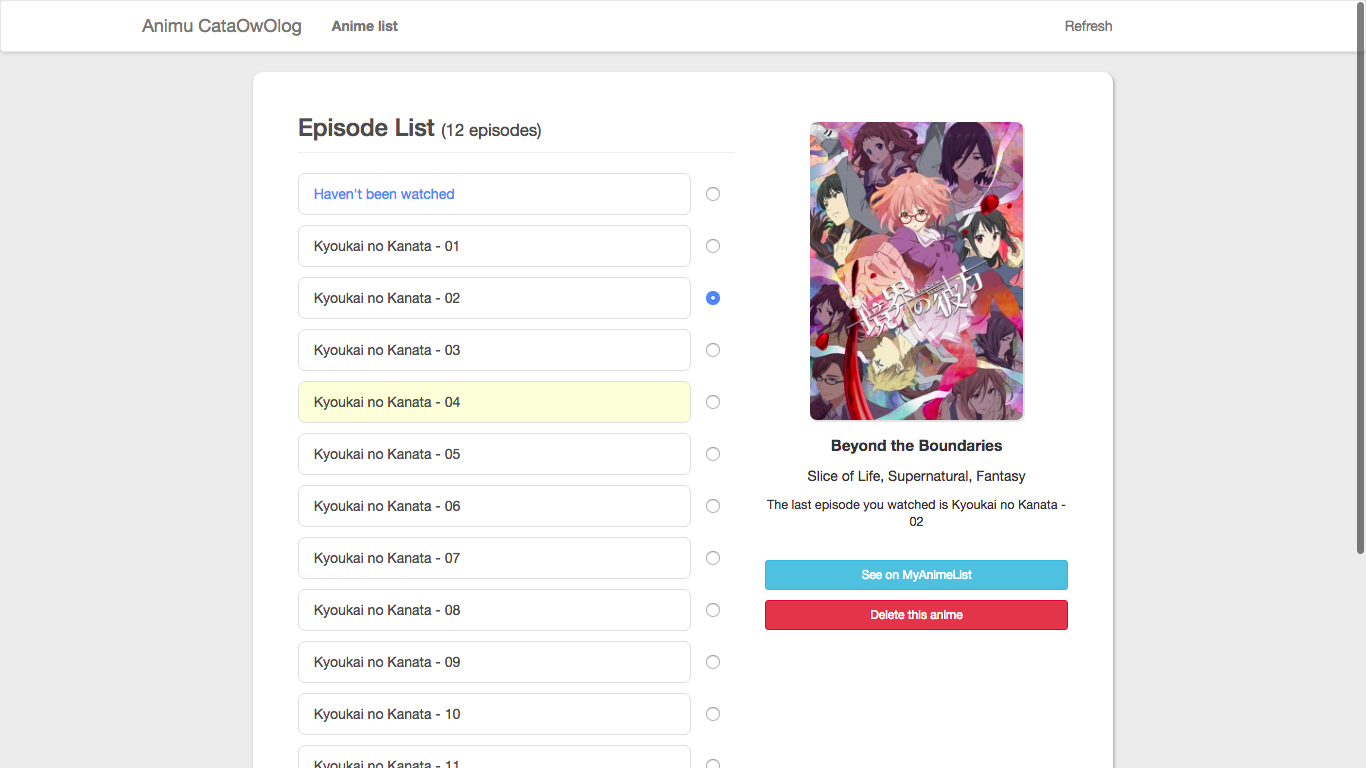 Animu CataOwOlog
Anime list
Refresh
Episode List (12 episodes)
Haven't been watched
Kyoukai no Kanata - 01
Kyoukai no Kanata - 02
Kyoukai no Kanata - 03
Kyoukai no Kanata - 04
Kyoukai no Kanata - 05
Kyoukai no Kanata - 06
Kyoukai no Kanata - 07
Kyoukai no Kanata - 08
Kyoukai no Kanata - 09
Kyoukai no Kanata - 10
Kyoukai no Kanata - 11
境界の彼方
Beyond the Boundaries
Slice of Life, Supernatural, Fantasy
The last episode you watched is Kyoukai no Kanata -
02
See on MyAnimeList
Delete this anime